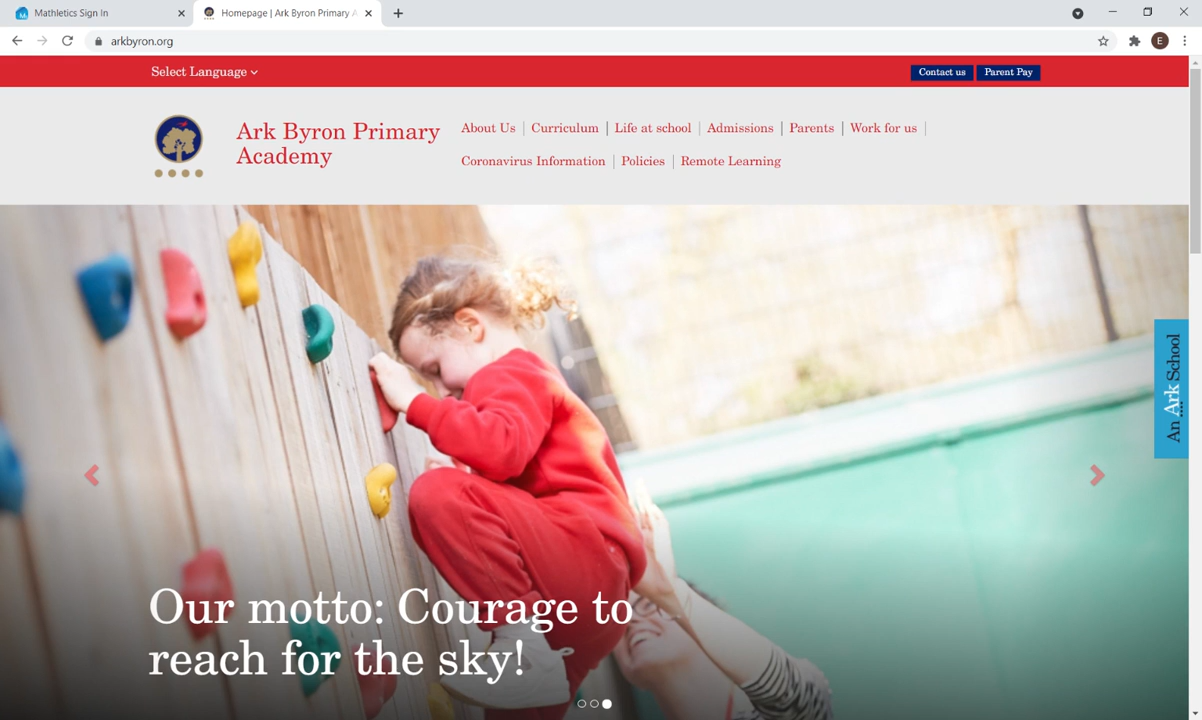 Mathletics Sign In
Homepage | Ark Byron Primary A
arkbyron.org
E
Select Language
Contact us
Parent Pay
Ark Byron Primary
Academy
About Us | Curriculum | Life at school | Admissions | Parents | Work for us |
Coronavirus Information | Policies | Remote Learning
An Ark School
Our motto: Courage to
reach for the sky!